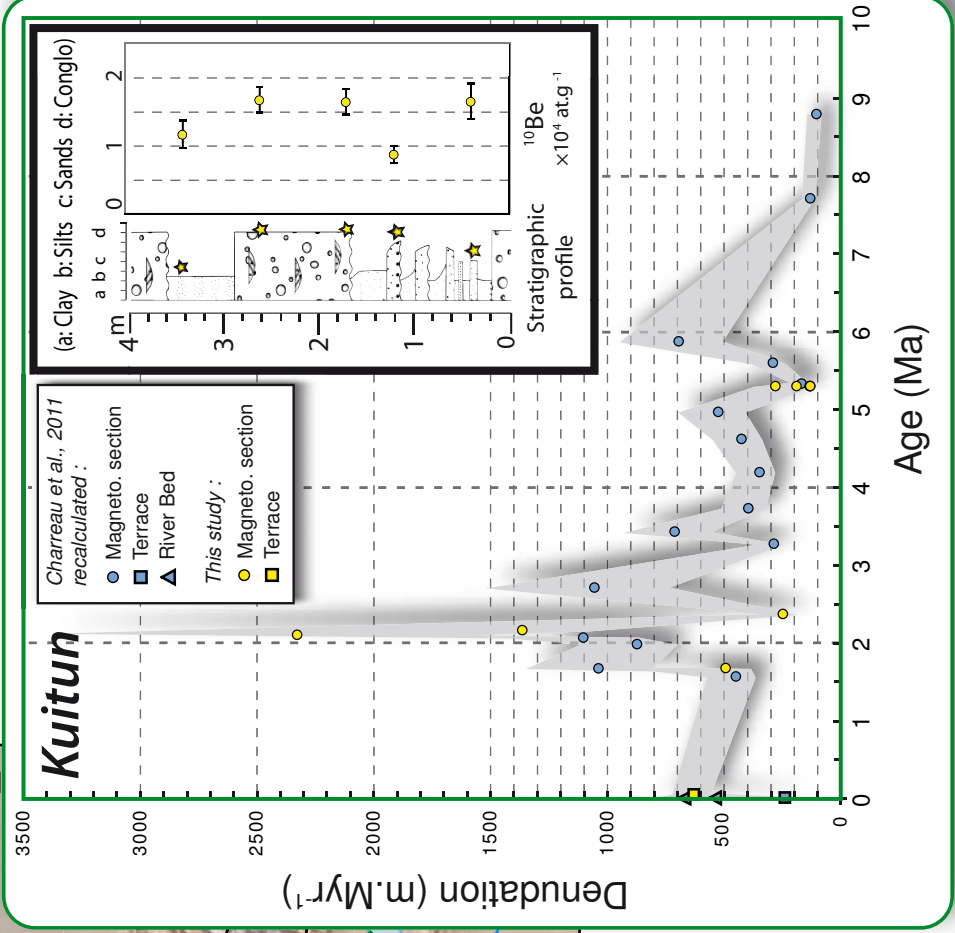 Kuitun
Charreau et al., 2011
recalculated :
Magneto. section
Terrace
River Bed
This study :
Magneto. section
Terrace
(a: Clay b: Silts c: Sands d: Conglo)
m a b c d
4
3
2
1
0
Stratigraphic
profile
0 1 2
10Be
×10⁴ at.g⁻¹
Denudation (m.Myr⁻¹)
3500
3000
2500
2000
1500
1000
500
0
0 1 2 3 4 5 6 7 8 9 10
Age (Ma)